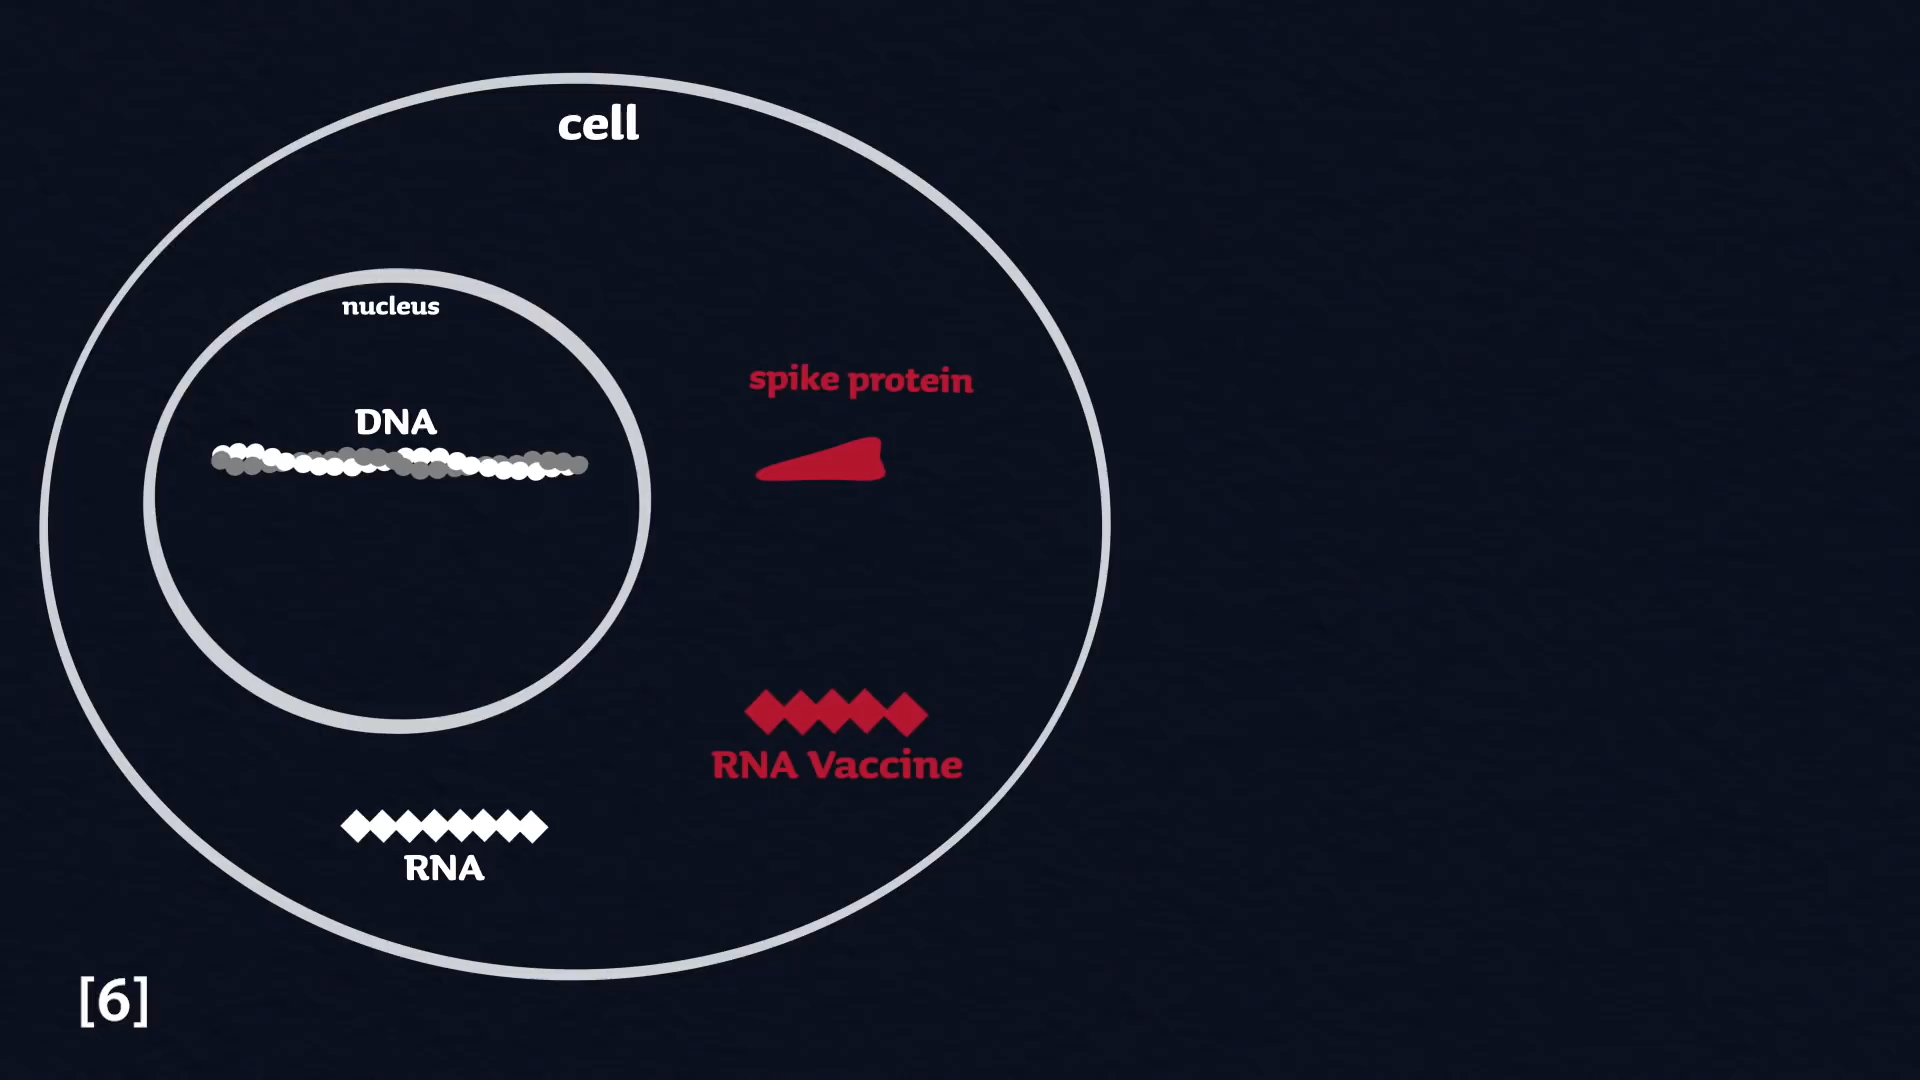 cell
nucleus
spike protein
DNA
RNA Vaccine
RNA
[6]